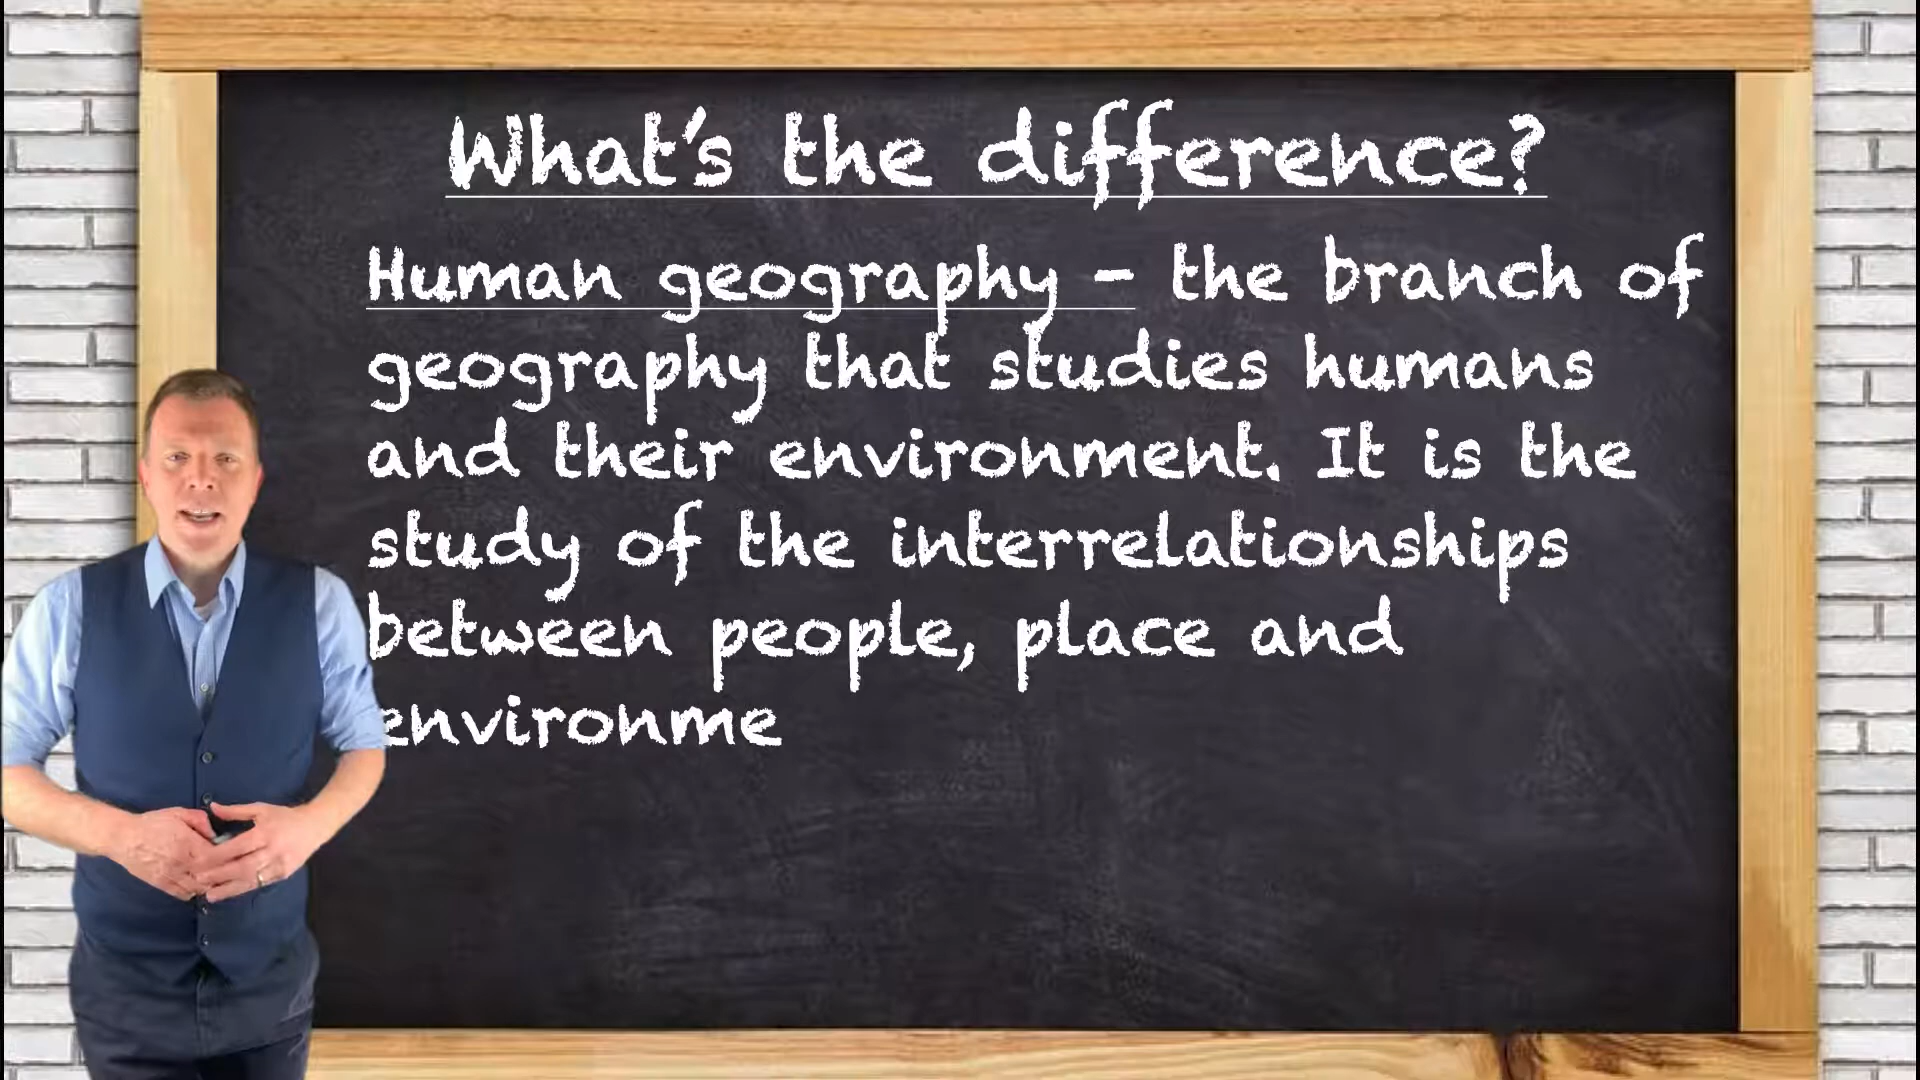 What's the difference?
Human geography - the branch of
geography that studies humans
and their environment. It is the
study of the interrelationships
between people, place and
environme